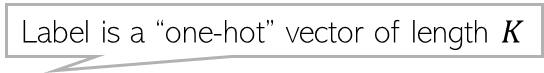 Label is a “one-hot” vector of length K